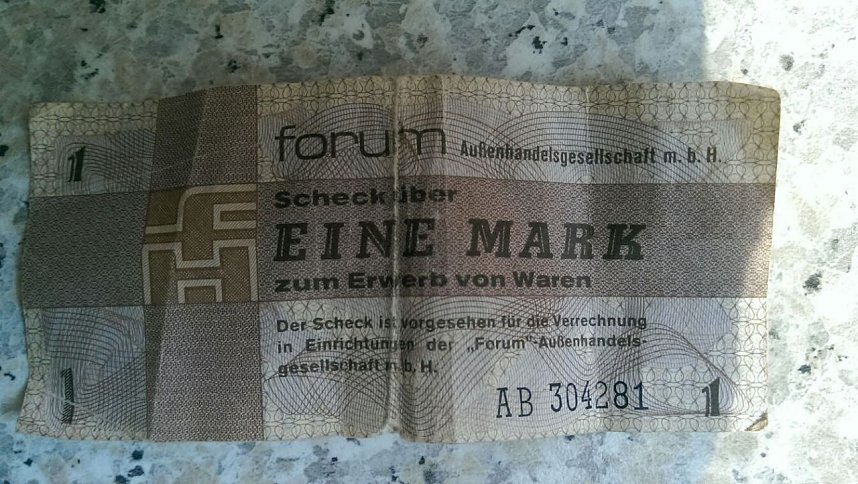 1
forum Außenhandelsgesellschaft m. b. H.
Scheck über
EINE MARK
zum Erwerb von Waren
Der Scheck ist vorgesehen für die Verrechnung
in Einrichtungen der „Forum"-Außenhandels-
gesellschaft m. b. H.
1 AB 304281 1